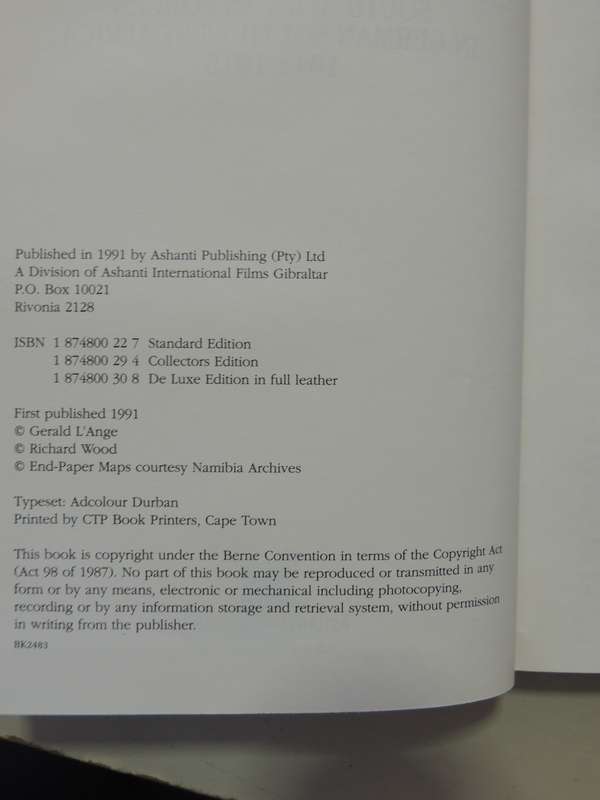 Published in 1991 by Ashanti Publishing (Pty) Ltd
A Division of Ashanti International Films Gibraltar
P.O. Box 10021
Rivonia 2128
ISBN 1 874800 22 7 Standard Edition
1 874800 29 4 Collectors Edition
1 874800 30 8 De Luxe Edition in full leather
First published 1991
© Gerald L'Ange
© Richard Wood
© End-Paper Maps courtesy Namibia Archives
Typeset: Adcolour Durban
Printed by CTP Book Printers, Cape Town
This book is copyright under the Berne Convention in terms of the Copyright Act
(Act 98 of 1987). No part of this book may be reproduced or transmitted in any
form or by any means, electronic or mechanical including photocopying,
recording or by any information storage and retrieval system, without permission
in writing from the publisher.
BK2483